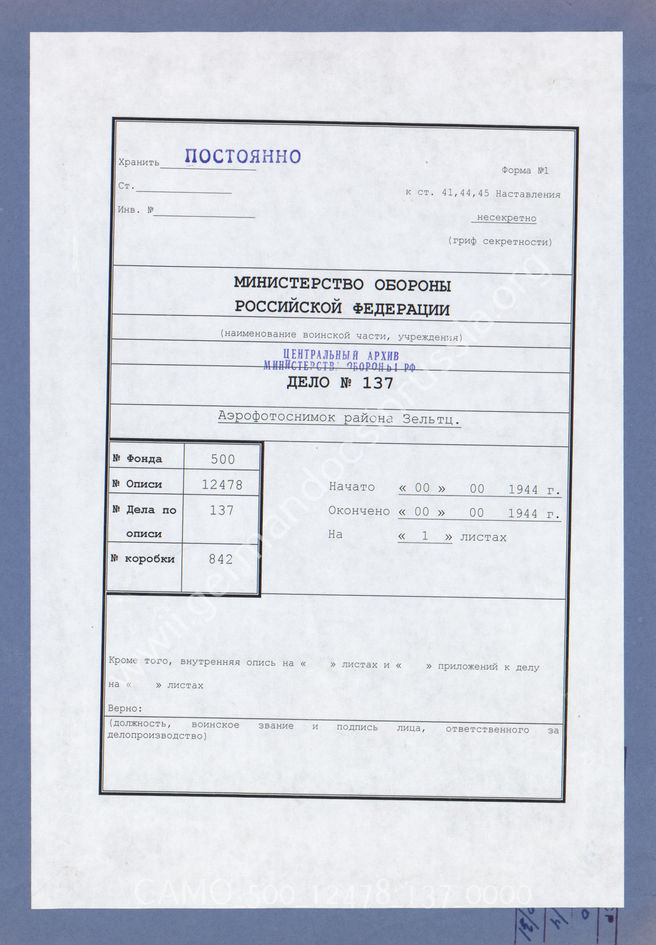 Хранить ПОСТОЯННО
Форма №1
Ст.
к ст. 41,44,45 Наставления
Инв. №
несекретно
(гриф секретности)
МИНИСТЕРСТВО ОБОРОНЫ
РОССИЙСКОЙ ФЕДЕРАЦИИ
(наименование воинской части, учреждения)
ЦЕНТРАЛЬНЫЙ АРХИВ
МИНИСТЕРСТВ ОБОРОНЫ РФ
ДЕЛО № 137
Аэрофотоснимок района Зельтц.
№ Фонда 500
№ Описи 12478
№ Дела по описи 137
№ коробки 842
Начато « 00 » 00 1944 г.
Окончено « 00 » 00 1944 г.
На « 1 » листах
Кроме того, внутренняя опись на « » листах и « » приложений к делу
на « » листах
Верно:
(должность, воинское звание и подпись лица, ответственного за
делопроизводство)
www.germandocsinrussia.org
CAMO 500 12478 137 0000